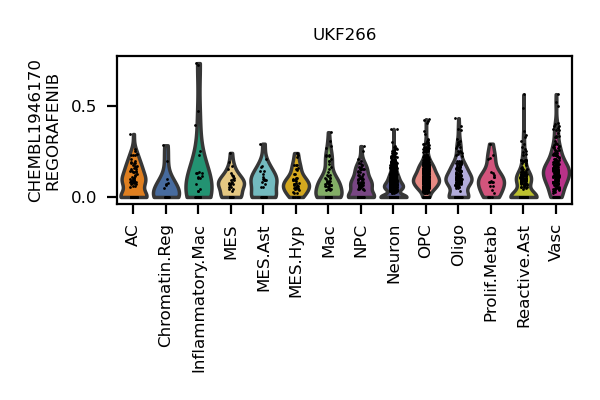 UKF266
CHEMBL1946170
REGORAFENIB
0.5
0.0
AC
Chromatin.Reg
Inflammatory.Mac
MES
MES.Ast
MES.Hyp
Mac
NPC
Neuron
OPC
Oligo
Prolif.Metab
Reactive.Ast
Vasc